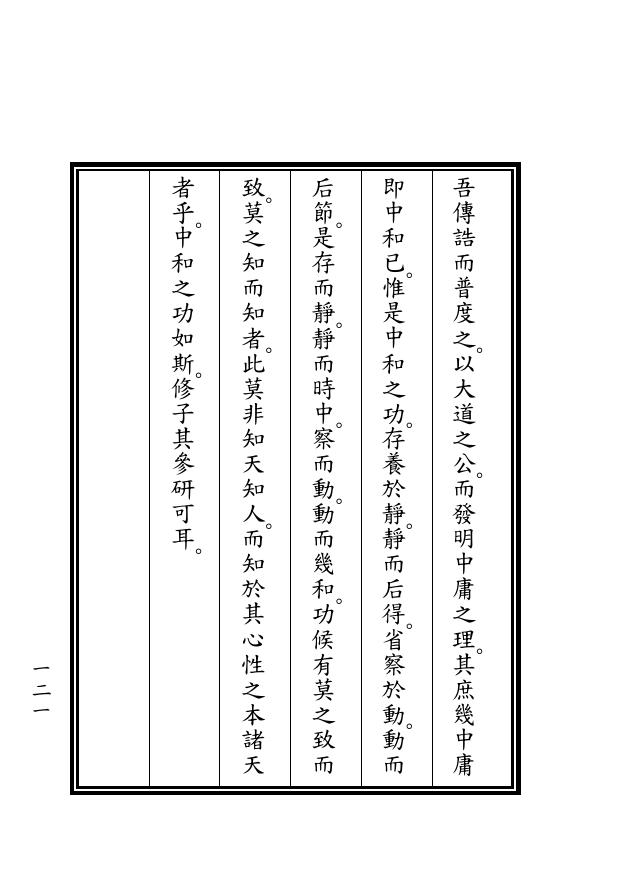 吾傳誥而普度之。以大道之公。而發明中庸之理。其庶幾中庸
即中和已。惟是中和之功。存養於靜。靜而后得。省察於動。動而
后節。是存而靜。靜而時中。察而動。動而幾和。功候有莫之致而
致。莫之知而知者。此莫非知天知人。而知於其心性之本諸天
者乎。中和之功如斯。修子其參研可耳。
一二一